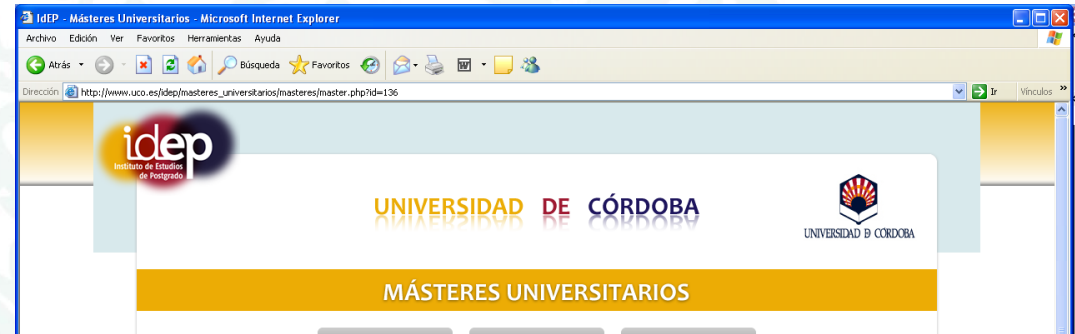 IdEP - Másteres Universitarios - Microsoft Internet Explorer
Archivo Edición Ver Favoritos Herramientas Ayuda
Atrás Búsqueda Favoritos
Dirección http://www.uco.es/idep/masteres_universitarios/masteres/master.php?id=136 Ir Vínculos »
idep
Instituto de Estudios
de Postgrado
UNIVERSIDAD DE CÓRDOBA
UNIVERSIDAD D CORDOBA
MÁSTERES UNIVERSITARIOS